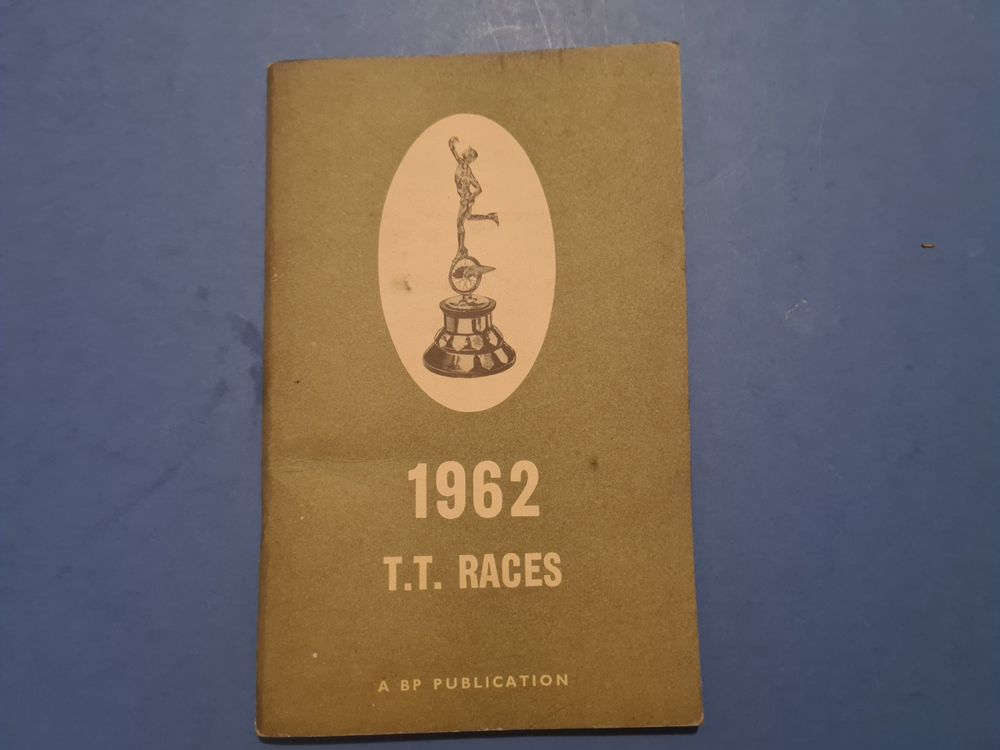 1962
T.T. RACES
A BP PUBLICATION